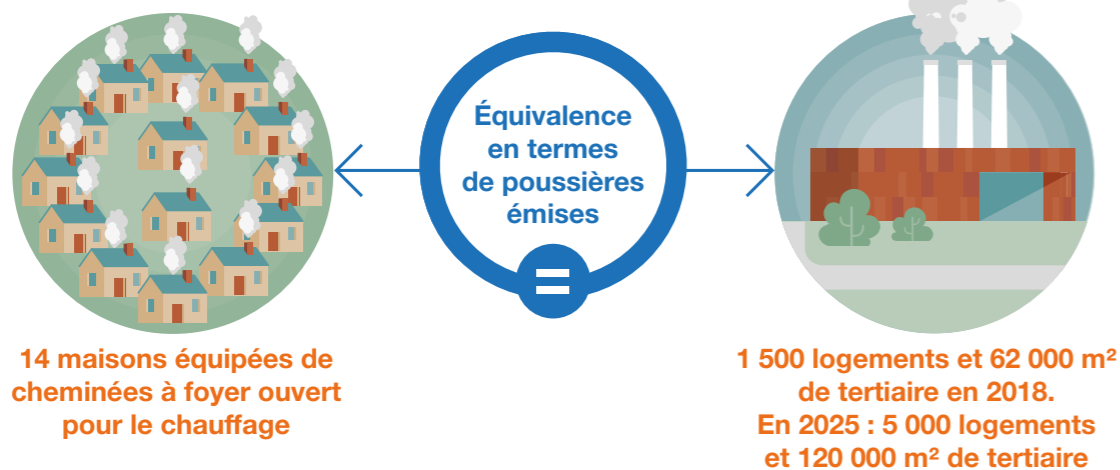 Équivalence
en termes
de poussières
émises
=
14 maisons équipées de
cheminées à foyer ouvert
pour le chauffage
1 500 logements et 62 000 m²
de tertiaire en 2018.
En 2025 : 5 000 logements
et 120 000 m² de tertiaire